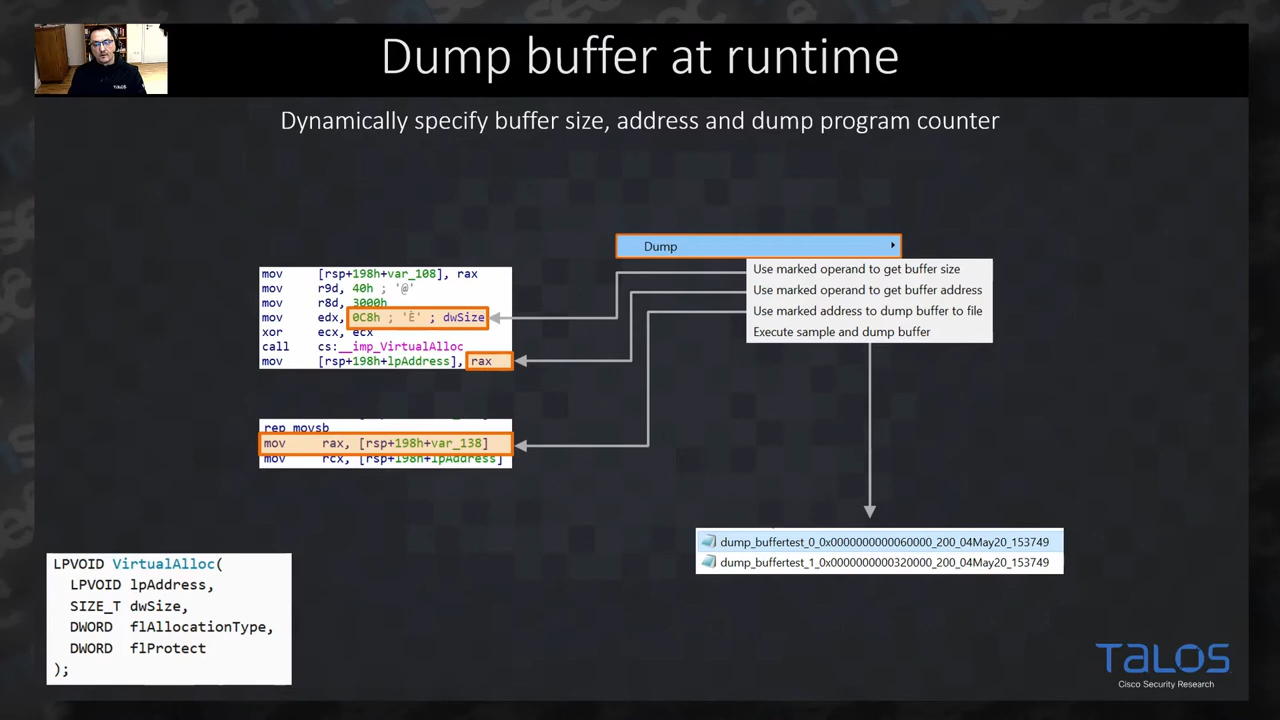 Dump buffer at runtime
TALOS
Dynamically specify buffer size, address and dump program counter
Dump
Use marked operand to get buffer size
Use marked operand to get buffer address
Use marked address to dump buffer to file
Execute sample and dump buffer
mov [rsp+198h+var_108], rax
mov r9d, 40h ; '@'
mov r8d, 3000h
mov edx, 0C8h ; 'È' ; dwSize
xor ecx, ecx
call cs:__imp_VirtualAlloc
mov [rsp+198h+lpAddress], rax
rep movsb
mov rax, [rsp+198h+var_138]
mov rcx, [rsp+198h+lpAddress]
dump_buffertest_0_0x0000000000060000_200_04May20_153749
dump_buffertest_1_0x0000000000320000_200_04May20_153749
LPVOID VirtualAlloc(
LPVOID lpAddress,
SIZE_T dwSize,
DWORD flAllocationType,
DWORD flProtect
);
TALOS
Cisco Security Research